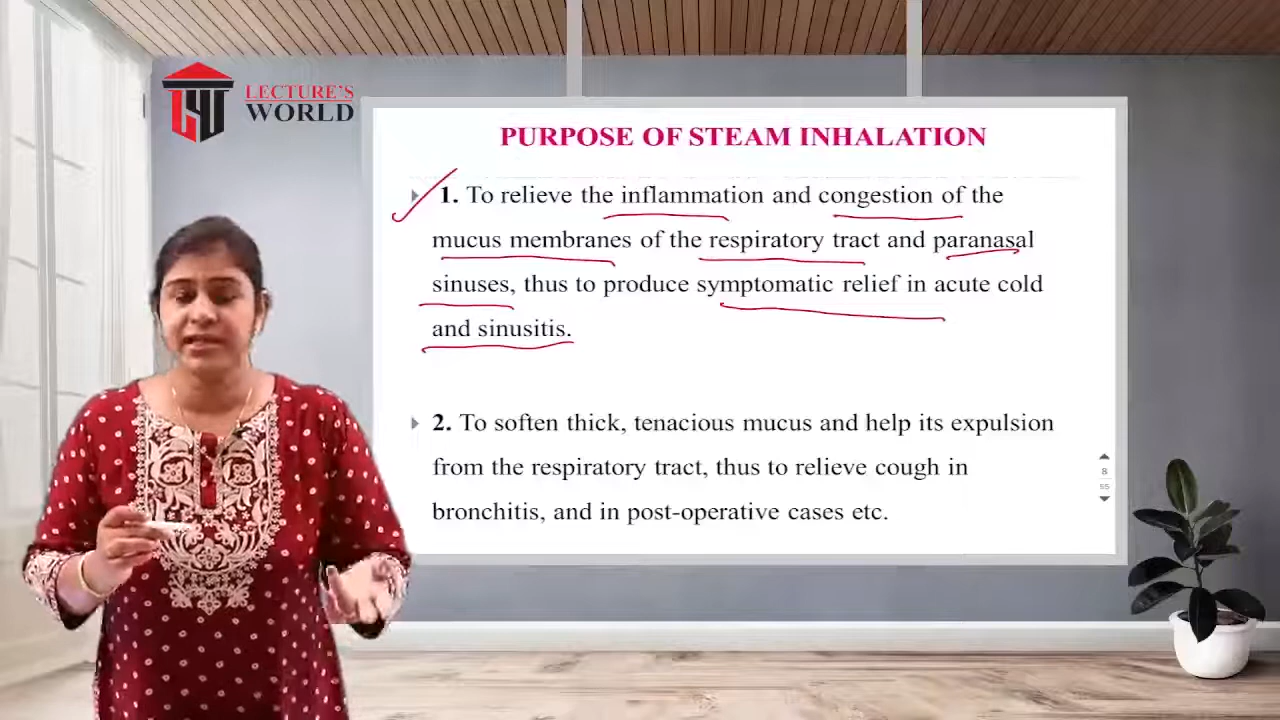 LECTURE'S
WORLD
PURPOSE OF STEAM INHALATION
1. To relieve the inflammation and congestion of the
mucus membranes of the respiratory tract and paranasal
sinuses, thus to produce symptomatic relief in acute cold
and sinusitis.
2. To soften thick, tenacious mucus and help its expulsion
from the respiratory tract, thus to relieve cough in
bronchitis, and in post-operative cases etc.
8
55